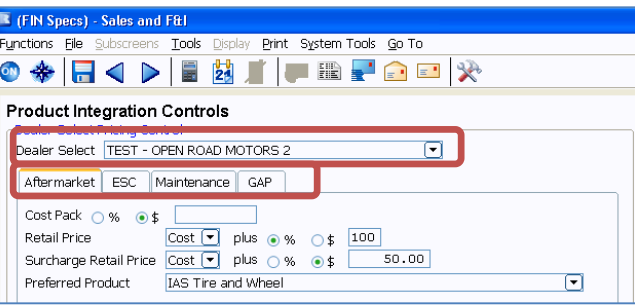 (FIN Specs) - Sales and F&I
Functions File Subscreens Tools Display Print System Tools Go To
ON 24
Product Integration Controls
Dealer Select Pricing Control
Dealer Select TEST - OPEN ROAD MOTORS 2
Aftermarket ESC Maintenance GAP
Cost Pack % $
Retail Price Cost plus % $ 100
Surcharge Retail Price Cost plus % $ 50.00
Preferred Product IAS Tire and Wheel